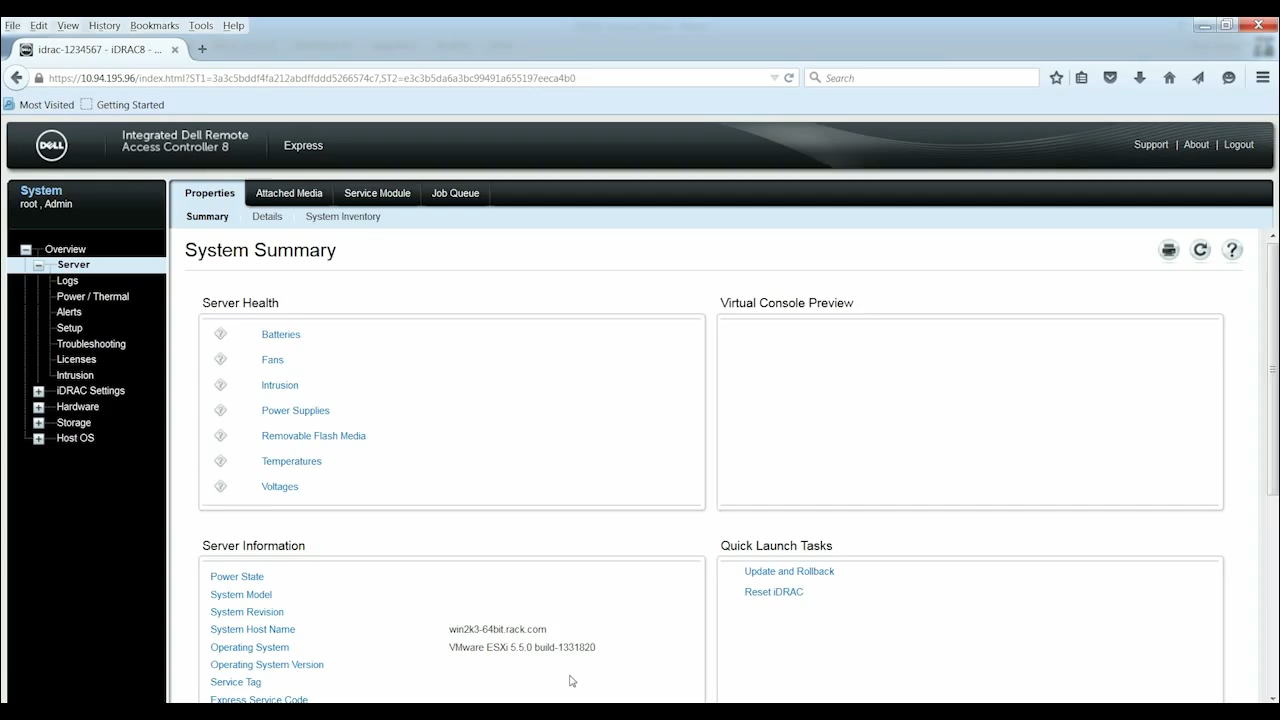 File Edit View History Bookmarks Tools Help
idrac-1234567 - iDRAC8 - ...
https://10.94.195.96/index.html?ST1=3a3c5bddf4fa212abdffddd5266574c7,ST2=e3c3b5da6a3bc99491a655197eeca4b0 Search
Most Visited Getting Started
DELL
Integrated Dell Remote
Access Controller 8
Express
Support | About | Logout
System
root , Admin
Properties Attached Media Service Module Job Queue
Summary Details System Inventory
Overview
Server
Logs
Power / Thermal
Alerts
Setup
Troubleshooting
Licenses
Intrusion
iDRAC Settings
Hardware
Storage
Host OS
System Summary
Server Health
Batteries
Fans
Intrusion
Power Supplies
Removable Flash Media
Temperatures
Voltages
Virtual Console Preview
Server Information
Power State
System Model
System Revision
System Host Name win2k3-64bit.rack.com
Operating System VMware ESXi 5.5.0 build-1331820
Operating System Version
Service Tag
Express Service Code
Quick Launch Tasks
Update and Rollback
Reset iDRAC